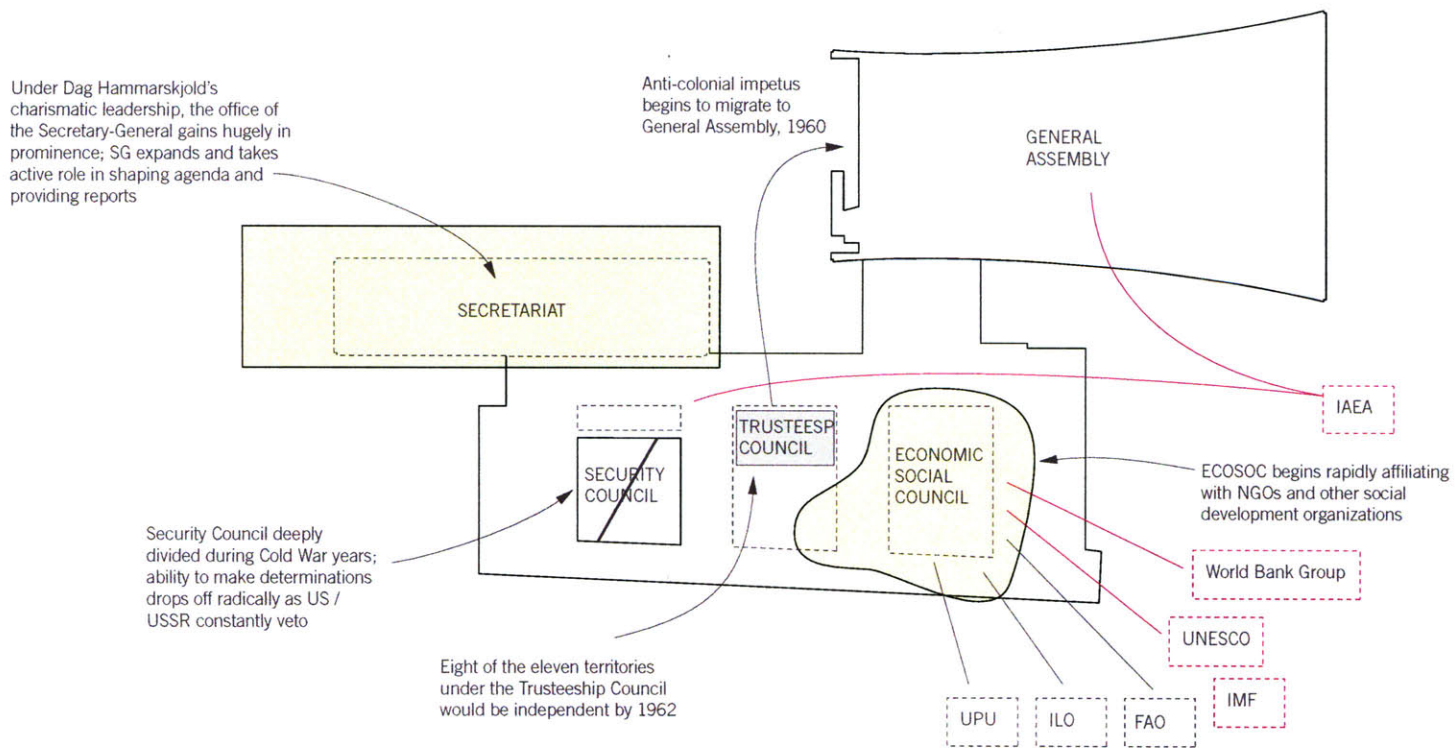 Under Dag Hammarskjold's
charismatic leadership, the office of
the Secretary-General gains hugely in
prominence; SG expands and takes
active role in shaping agenda and
providing reports
Anti-colonial impetus
begins to migrate to
General Assembly, 1960
GENERAL
ASSEMBLY
SECRETARIAT
IAEA
TRUSTEESP
COUNCIL
ECONOMIC
SOCIAL
COUNCIL
SECURITY
COUNCIL
ECOSOC begins rapidly affiliating
with NGOs and other social
development organizations
Security Council deeply
divided during Cold War years;
ability to make determinations
drops off radically as US /
USSR constantly veto
World Bank Group
UNESCO
Eight of the eleven territories
under the Trusteeship Council
would be independent by 1962
IMF
UPU
ILO
FAO